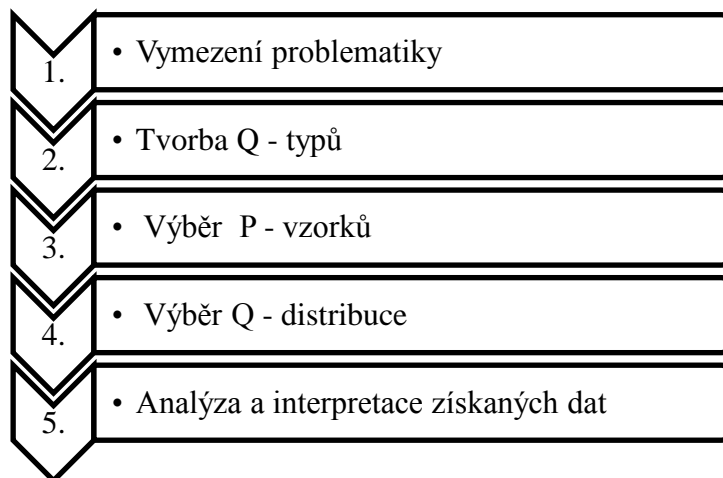 1. • Vymezení problematiky
2. • Tvorba Q - typů
3. • Výběr P - vzorků
4. • Výběr Q - distribuce
5. • Analýza a interpretace získaných dat